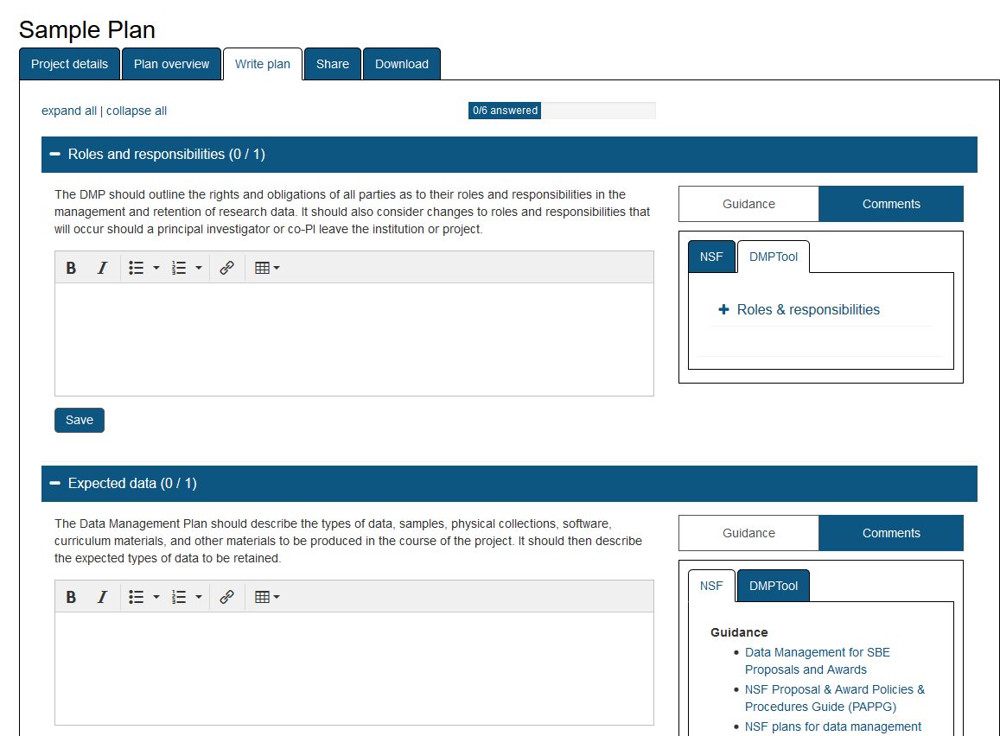 Sample Plan
Project details
Plan overview
Write plan
Share
Download
expand all | collapse all
0/6 answered
Roles and responsibilities (0 / 1)
The DMP should outline the rights and obligations of all parties as to their roles and responsibilities in the
management and retention of research data. It should also consider changes to roles and responsibilities that
will occur should a principal investigator or co-PI leave the institution or project.
B I
Save
Guidance
Comments
NSF
DMPTool
Roles & responsibilities
Expected data (0 / 1)
The Data Management Plan should describe the types of data, samples, physical collections, software,
curriculum materials, and other materials to be produced in the course of the project. It should then describe
the expected types of data to be retained.
B I
Guidance
Comments
NSF
DMPTool
Guidance
• Data Management for SBE
Proposals and Awards
• NSF Proposal & Award Policies &
Procedures Guide (PAPPG)
• NSF plans for data management